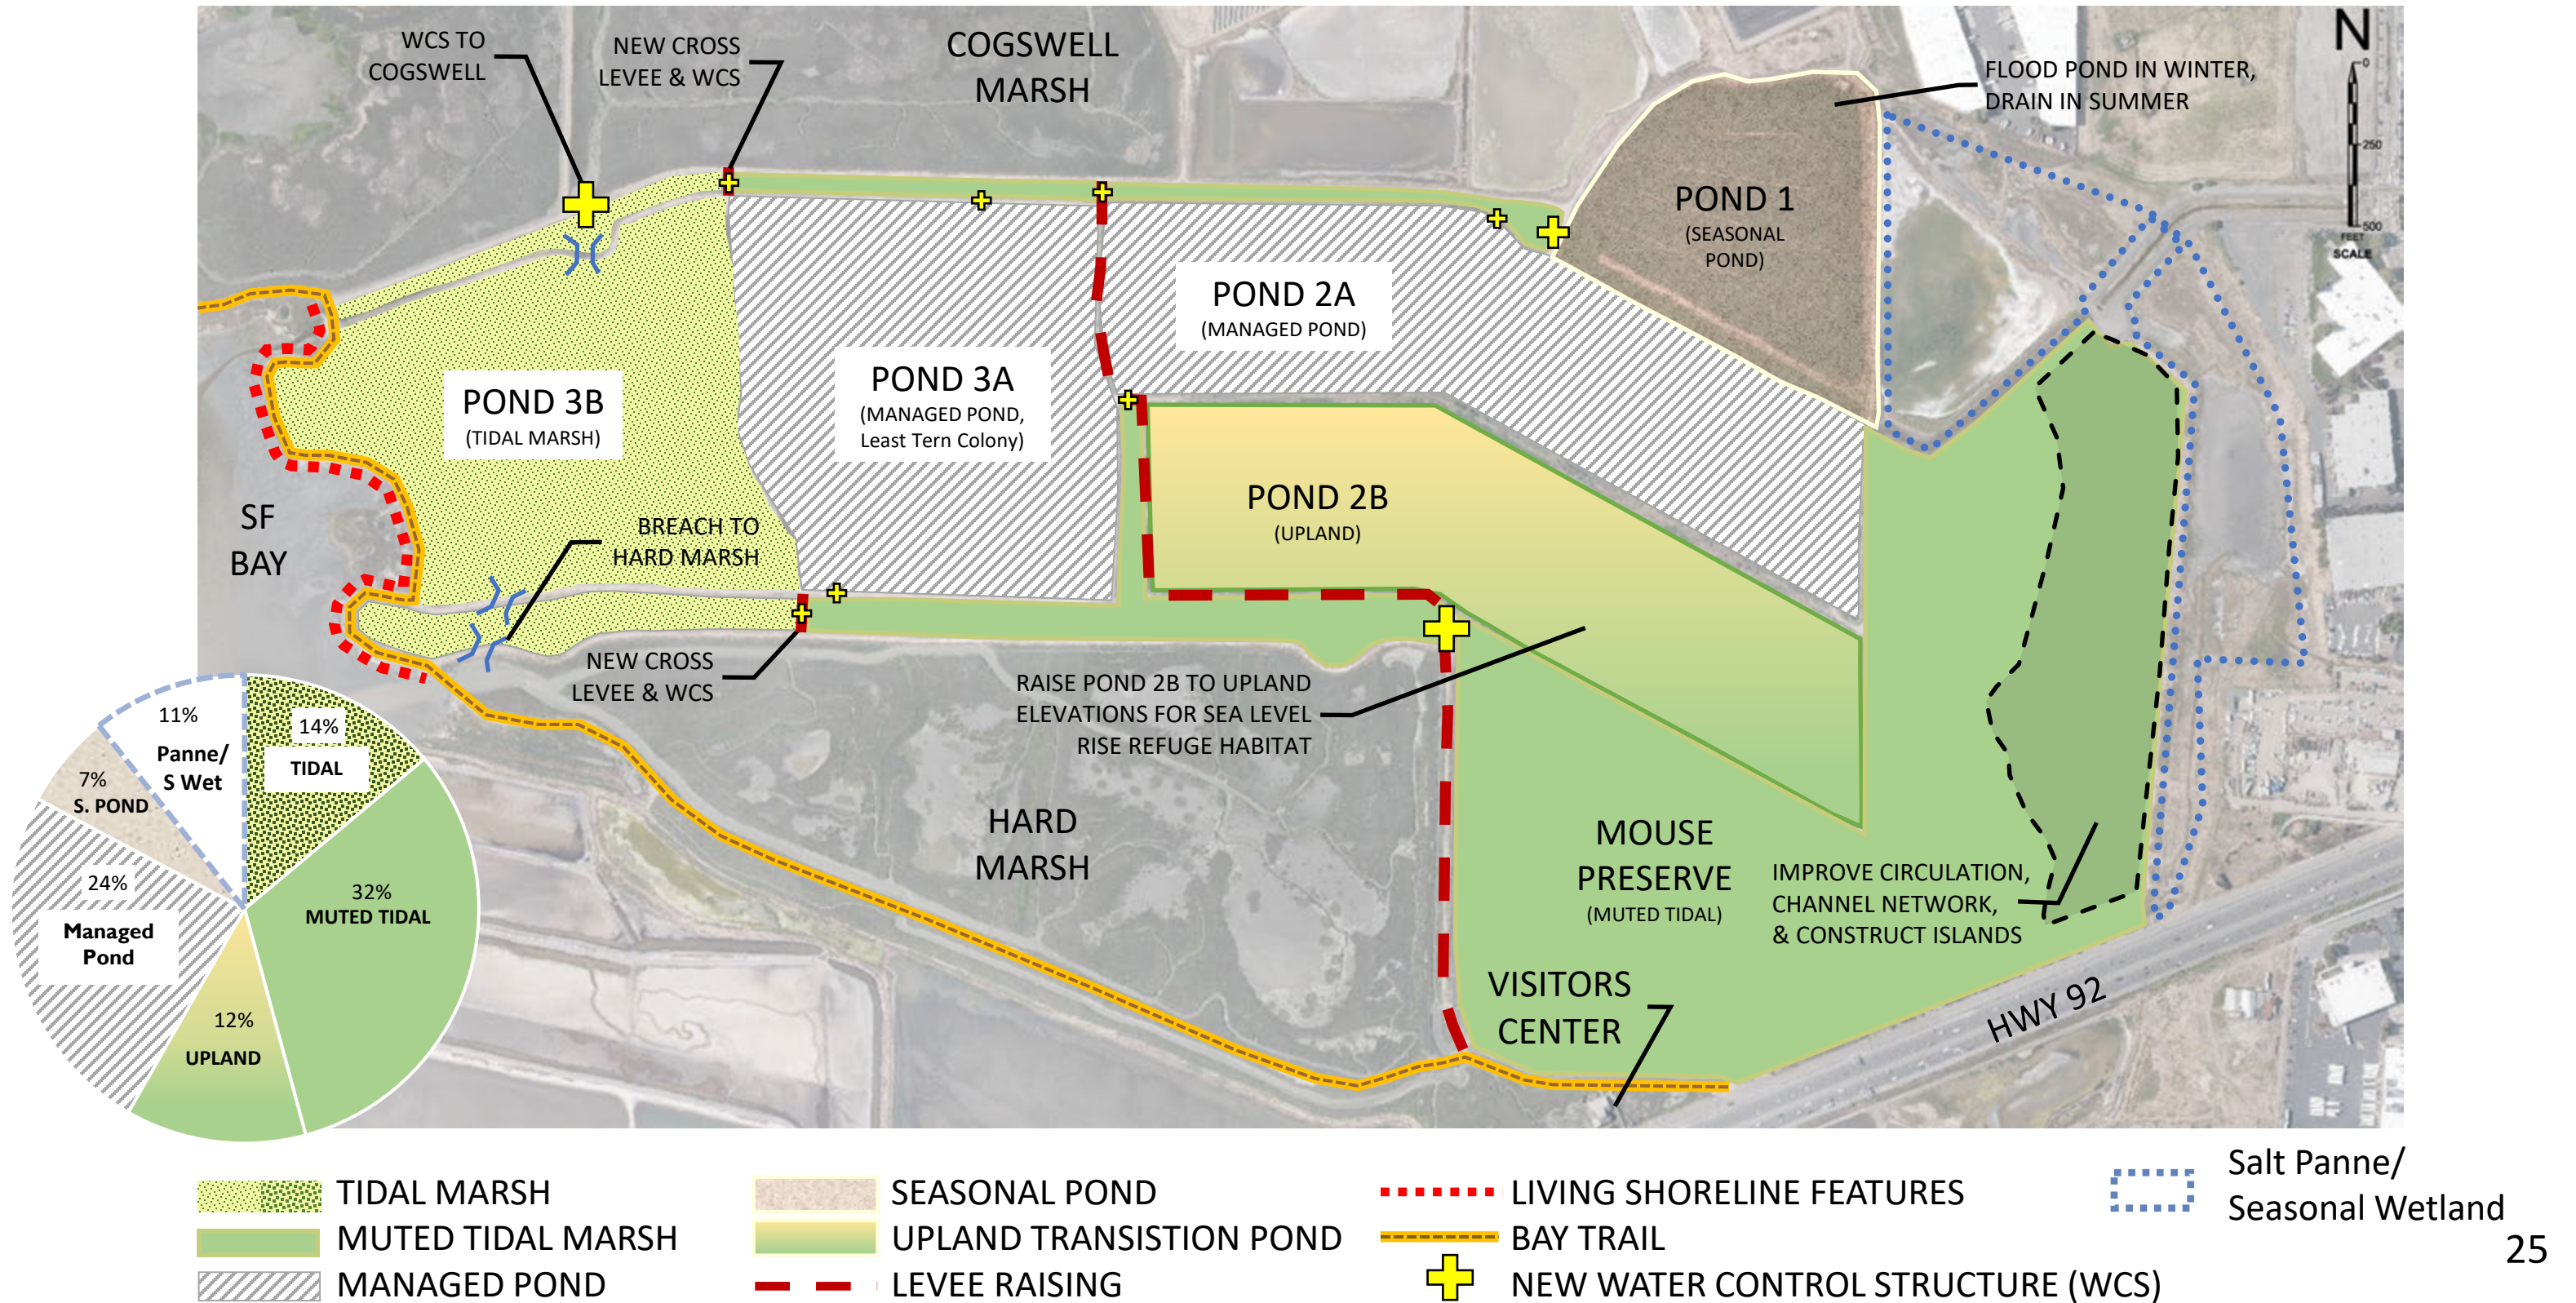 WCS TO
COGSWELL
NEW CROSS
LEVEE & WCS
COGSWELL
MARSH
N
0
250
500
FEET
SCALE
FLOOD POND IN WINTER,
DRAIN IN SUMMER
POND 1
(SEASONAL
POND)
POND 2A
(MANAGED POND)
POND 3A
(MANAGED POND,
Least Tern Colony)
POND 3B
(TIDAL MARSH)
POND 2B
(UPLAND)
SF
BAY
BREACH TO
HARD MARSH
NEW CROSS
LEVEE & WCS
RAISE POND 2B TO UPLAND
ELEVATIONS FOR SEA LEVEL
RISE REFUGE HABITAT
HARD
MARSH
MOUSE
PRESERVE
(MUTED TIDAL)
IMPROVE CIRCULATION,
CHANNEL NETWORK,
& CONSTRUCT ISLANDS
VISITORS
CENTER
HWY 92
11%
Panne/
S Wet
14%
TIDAL
7%
S. POND
24%
Managed
Pond
32%
MUTED TIDAL
12%
UPLAND
TIDAL MARSH
MUTED TIDAL MARSH
MANAGED POND
SEASONAL POND
UPLAND TRANSISTION POND
LEVEE RAISING
LIVING SHORELINE FEATURES
BAY TRAIL
NEW WATER CONTROL STRUCTURE (WCS)
Salt Panne/
Seasonal Wetland
25